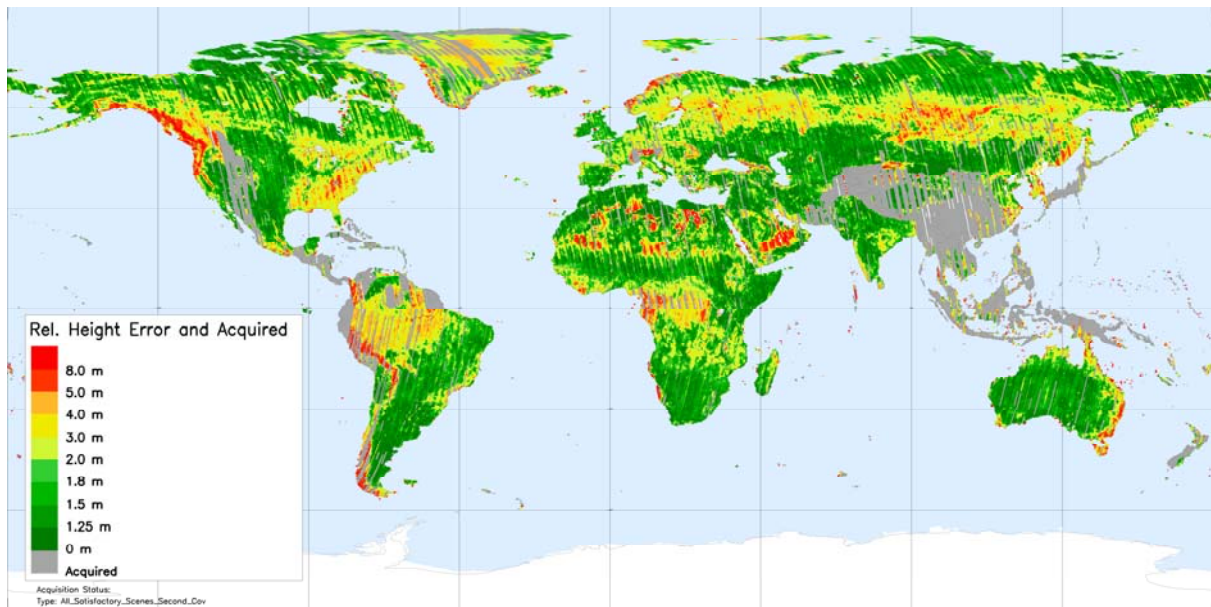 Rel. Height Error and Acquired
8.0 m
5.0 m
4.0 m
3.0 m
2.0 m
1.8 m
1.5 m
1.25 m
0 m
Acquired
Acquisition Status:
Type: All_Satisfactory_Scenes_Second_Cov